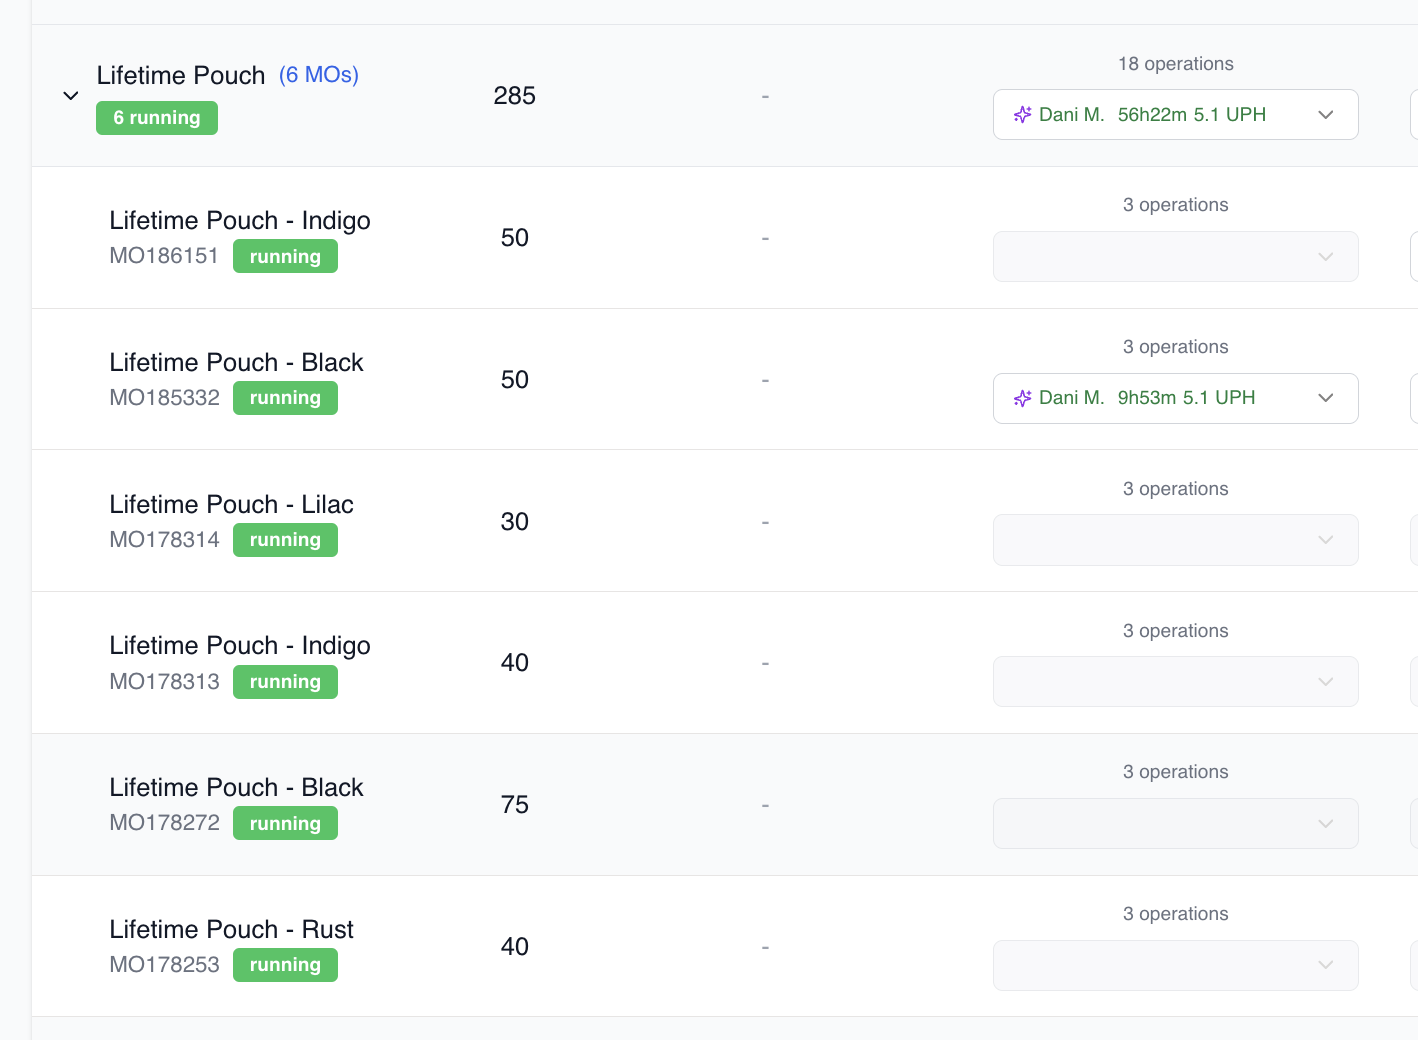 Lifetime Pouch (6 MOs)
6 running
285
-
18 operations
Dani M. 56h22m 5.1 UPH
Lifetime Pouch - Indigo
MO186151 running
50
-
3 operations
Lifetime Pouch - Black
MO185332 running
50
-
3 operations
Dani M. 9h53m 5.1 UPH
Lifetime Pouch - Lilac
MO178314 running
30
-
3 operations
Lifetime Pouch - Indigo
MO178313 running
40
-
3 operations
Lifetime Pouch - Black
MO178272 running
75
-
3 operations
Lifetime Pouch - Rust
MO178253 running
40
-
3 operations